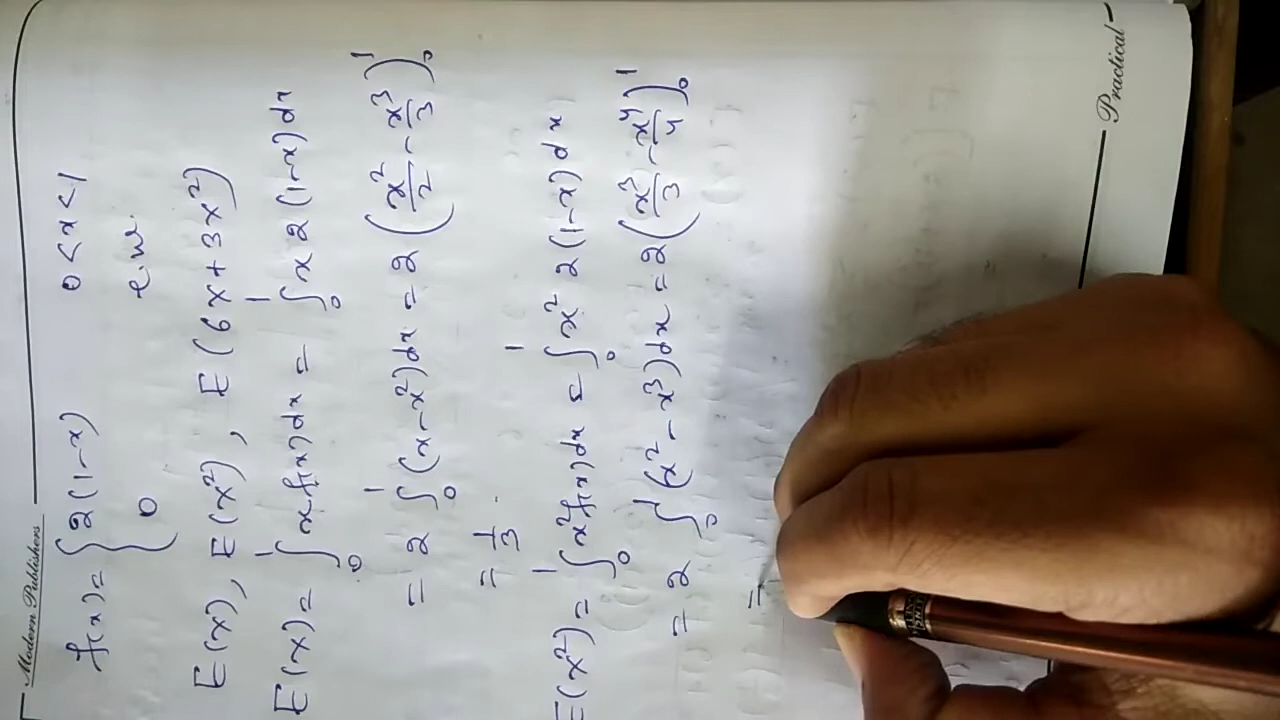 Modern Publishers
f(x) = { 2(1-x) 0 < x < 1
0 e.w.
E(x), E(x²), E(6x + 3x²)
E(x) = ∫₀¹ x f(x) dx = ∫₀¹ x 2(1-x) dx
= 2 ∫₀¹ (x - x²) dx = 2 (x²/2 - x³/3)₀¹
= 1/3 .
E(x²) = ∫₀¹ x² f(x) dx = ∫₀¹ x² 2(1-x) dx
= 2 ∫₀¹ (x² - x³) dx = 2 (x³/3 - x⁴/4)₀¹
=
Practical